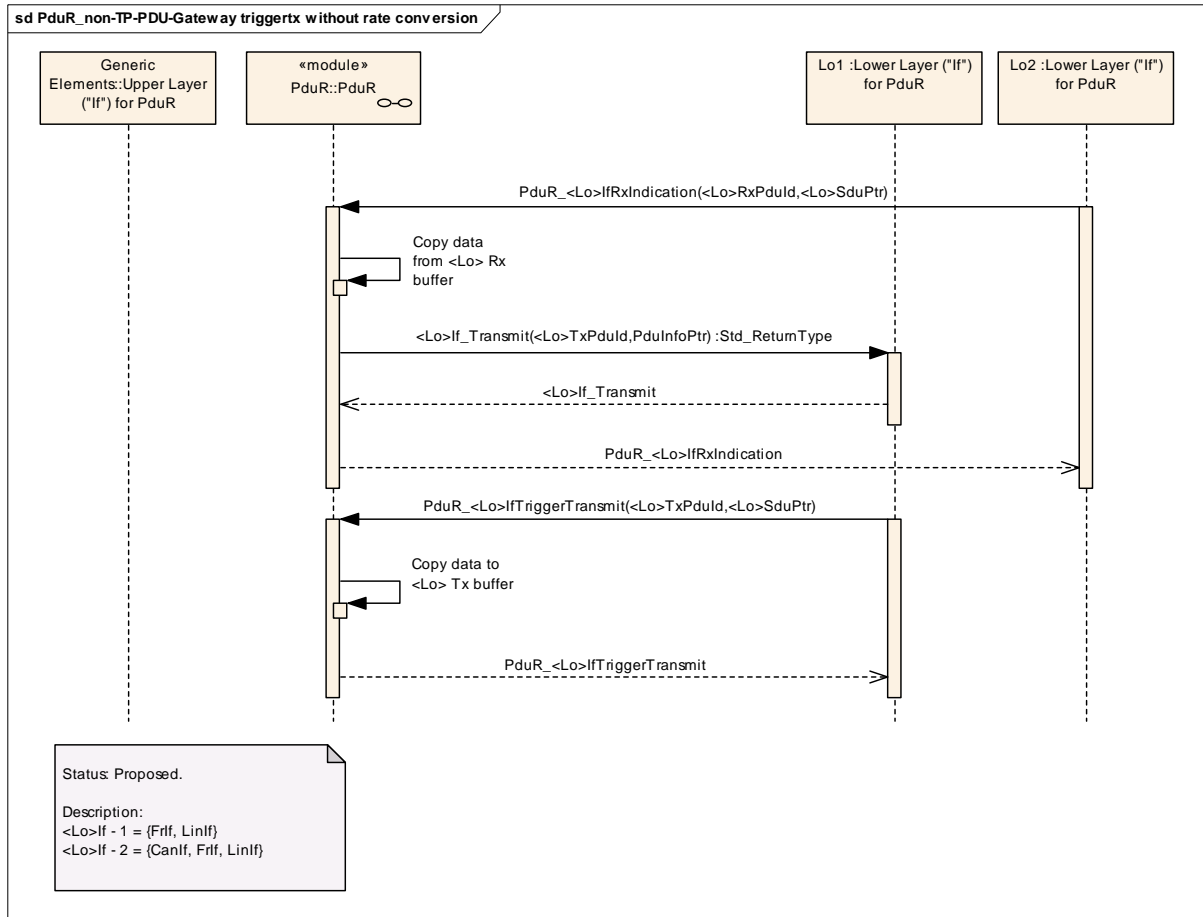 sd PduR_non-TP-PDU-Gateway triggertx without rate conversion
Generic
Elements::Upper Layer
("If") for PduR
«module»
PduR::PduR
Lo1 :Lower Layer ("If")
for PduR
Lo2 :Lower Layer ("If")
for PduR
PduR_<Lo>IfRxIndication(<Lo>RxPduId,<Lo>SduPtr)
Copy data
from <Lo> Rx
buffer
<Lo>If_Transmit(<Lo>TxPduId,PduInfoPtr) :Std_ReturnType
<Lo>If_Transmit
PduR_<Lo>IfRxIndication
PduR_<Lo>IfTriggerTransmit(<Lo>TxPduId,<Lo>SduPtr)
Copy data to
<Lo> Tx buffer
PduR_<Lo>IfTriggerTransmit
Status: Proposed.
Description:
<Lo>If - 1 = {FrIf, LinIf}
<Lo>If - 2 = {CanIf, FrIf, LinIf}